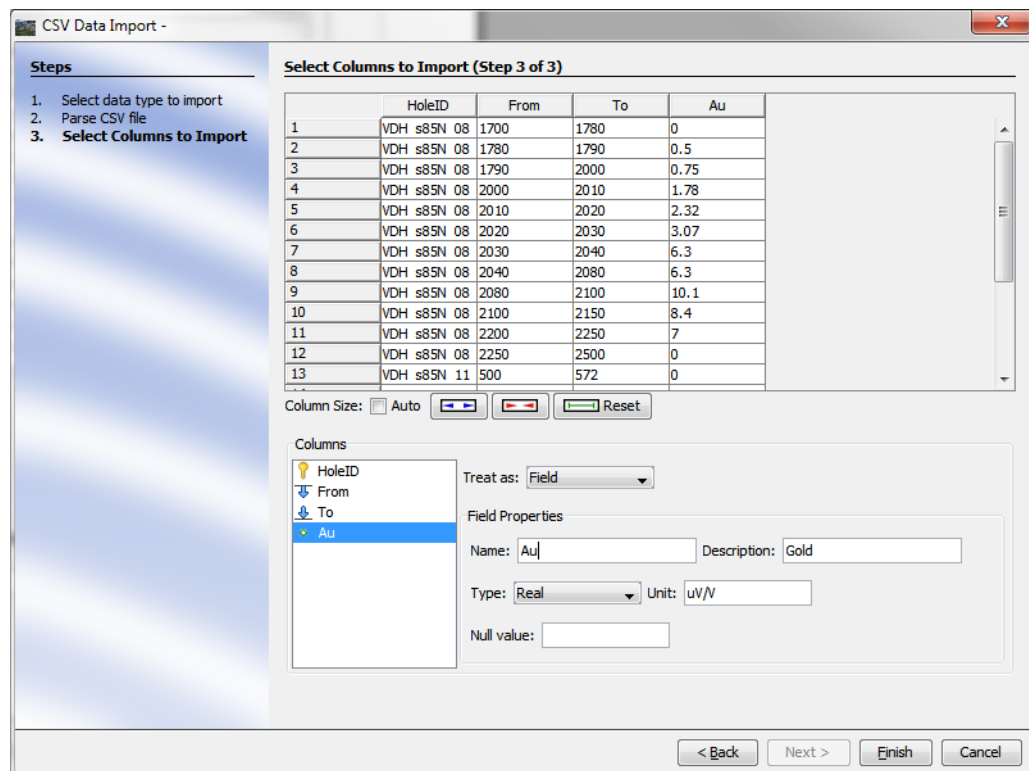 CSV Data Import -
Steps
1. Select data type to import
2. Parse CSV file
3. Select Columns to Import
Select Columns to Import (Step 3 of 3)
HoleID From To Au
1 VDH s85N 08 1700 1780 0
2 VDH s85N 08 1780 1790 0.5
3 VDH s85N 08 1790 2000 0.75
4 VDH s85N 08 2000 2010 1.78
5 VDH s85N 08 2010 2020 2.32
6 VDH s85N 08 2020 2030 3.07
7 VDH s85N 08 2030 2040 6.3
8 VDH s85N 08 2040 2080 6.3
9 VDH s85N 08 2080 2100 10.1
10 VDH s85N 08 2100 2150 8.4
11 VDH s85N 08 2200 2250 7
12 VDH s85N 08 2250 2500 0
13 VDH s85N 11 500 572 0
Column Size: Auto Reset
Columns
HoleID
From
To
Au
Treat as: Field
Field Properties
Name: Au Description: Gold
Type: Real Unit: uV/V
Null value:
< Back Next > Finish Cancel